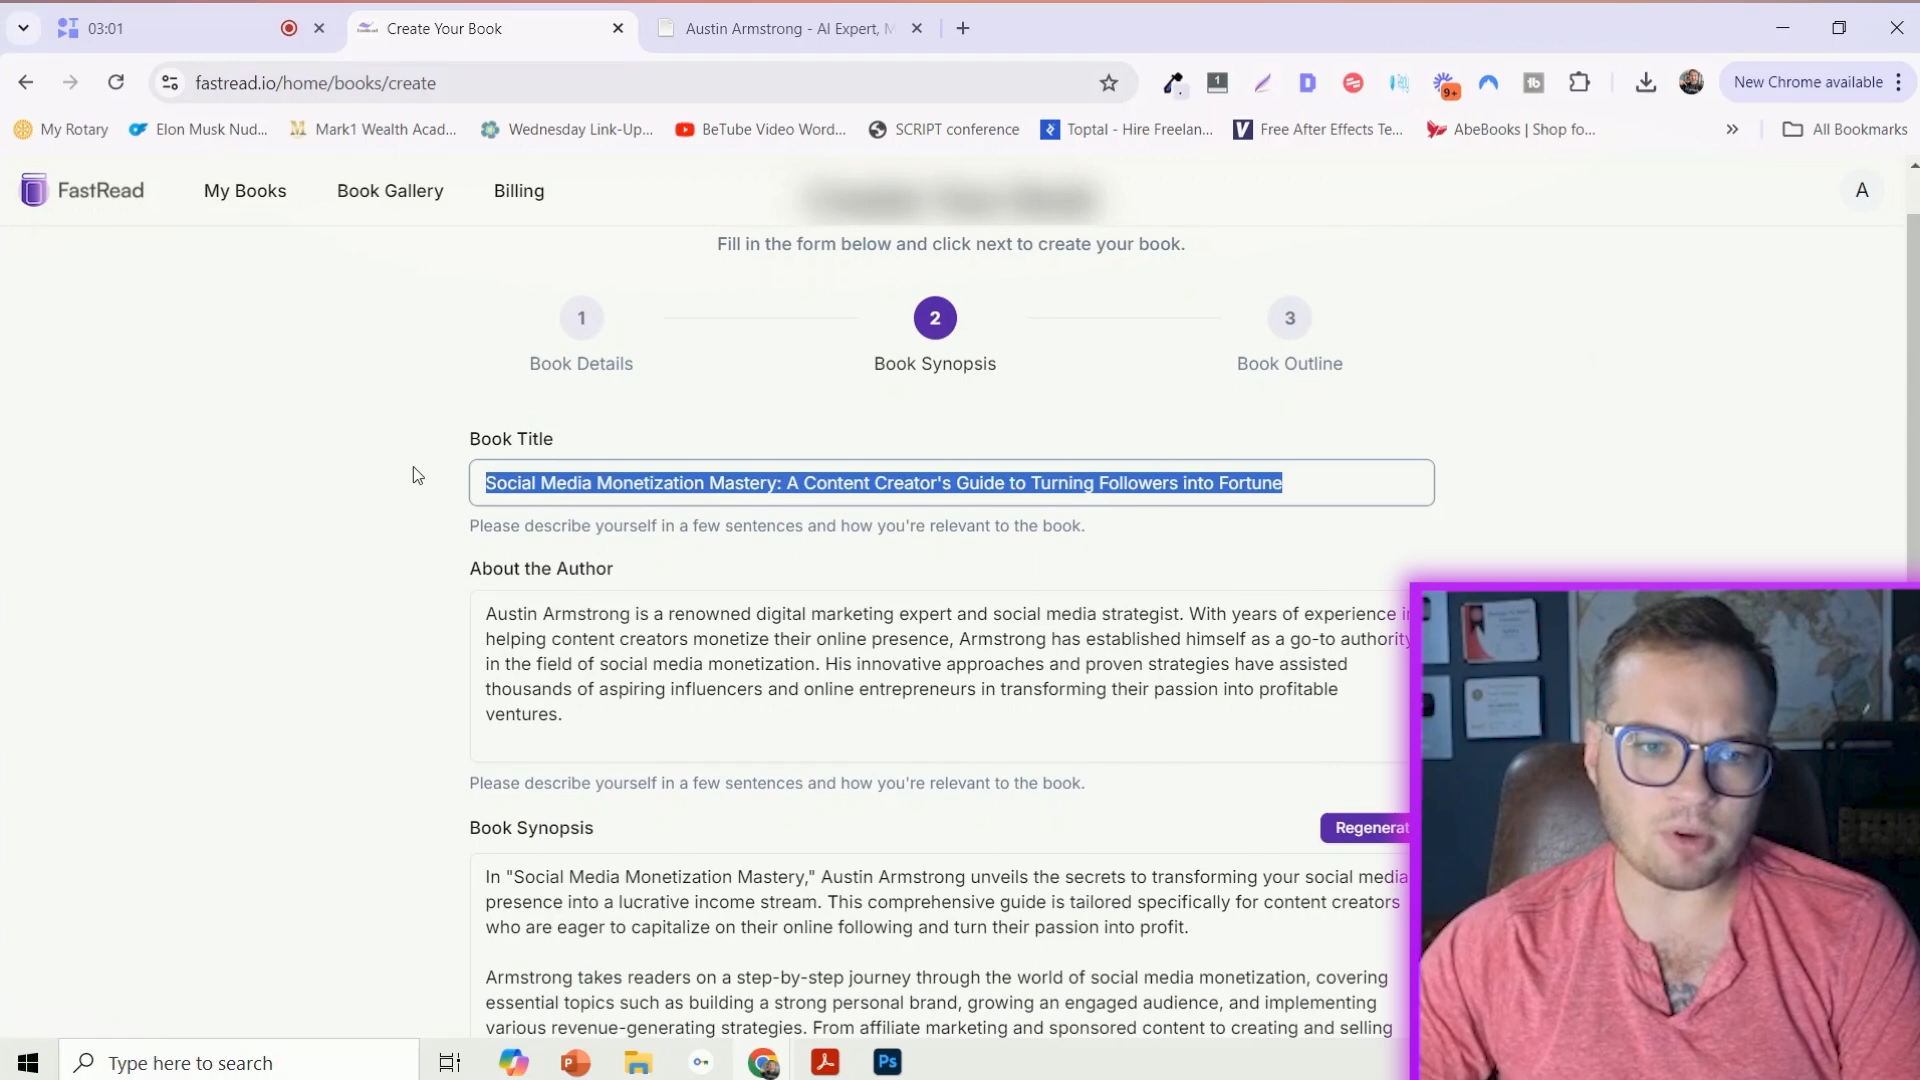 03:01
Create Your Book
Austin Armstrong - AI Expert, M
fastread.io/home/books/create
1
9+
tb
New Chrome available
My Rotary
Elon Musk Nud...
Mark1 Wealth Acad...
Wednesday Link-Up...
BeTube Video Word...
SCRIPT conference
Toptal - Hire Freelan...
Free After Effects Te...
AbeBooks | Shop fo...
All Bookmarks
FastRead
My Books
Book Gallery
Billing
A
Fill in the form below and click next to create your book.
1
2
3
Book Details
Book Synopsis
Book Outline
Book Title
Social Media Monetization Mastery: A Content Creator's Guide to Turning Followers into Fortune
Please describe yourself in a few sentences and how you're relevant to the book.
About the Author
Austin Armstrong is a renowned digital marketing expert and social media strategist. With years of experience in
helping content creators monetize their online presence, Armstrong has established himself as a go-to authority
in the field of social media monetization. His innovative approaches and proven strategies have assisted
thousands of aspiring influencers and online entrepreneurs in transforming their passion into profitable
ventures.
Please describe yourself in a few sentences and how you're relevant to the book.
Book Synopsis
Regenerat
In "Social Media Monetization Mastery," Austin Armstrong unveils the secrets to transforming your social media
presence into a lucrative income stream. This comprehensive guide is tailored specifically for content creators
who are eager to capitalize on their online following and turn their passion into profit.
Armstrong takes readers on a step-by-step journey through the world of social media monetization, covering
essential topics such as building a strong personal brand, growing an engaged audience, and implementing
various revenue-generating strategies. From affiliate marketing and sponsored content to creating and selling
Type here to search
P
Ps